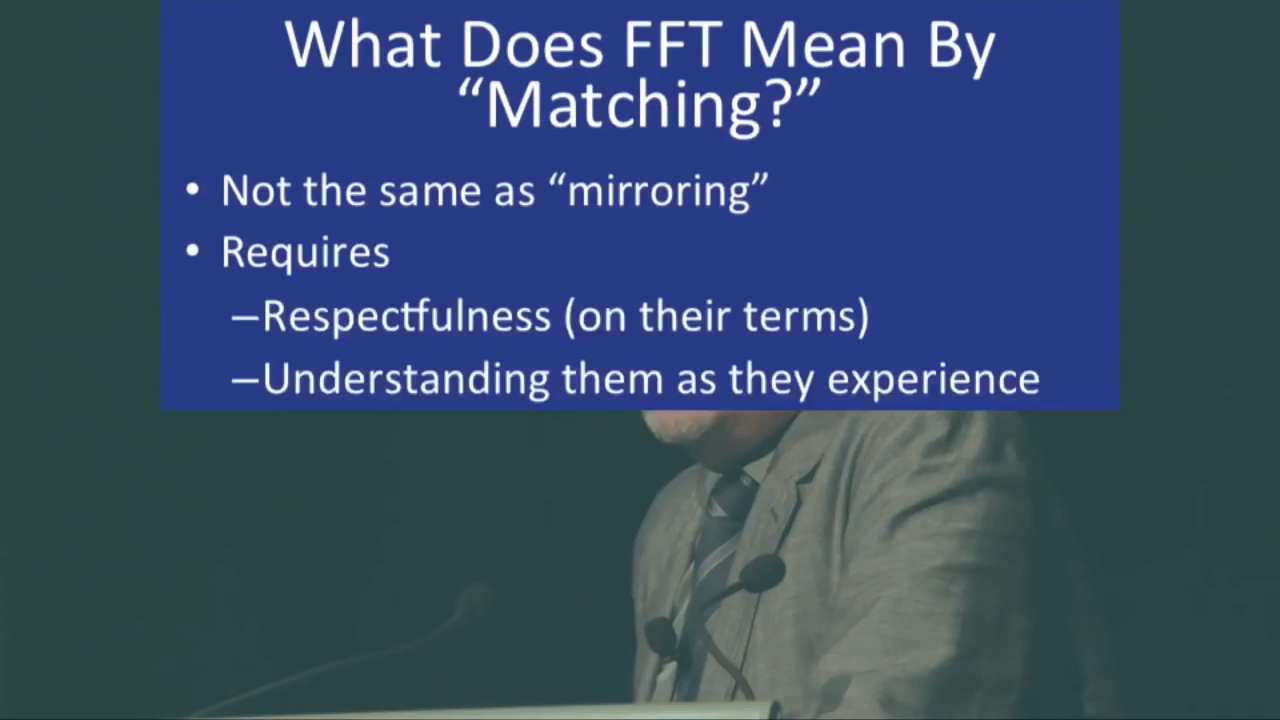 What Does FFT Mean By
“Matching?”
• Not the same as “mirroring”
• Requires
–Respectfulness (on their terms)
–Understanding them as they experience